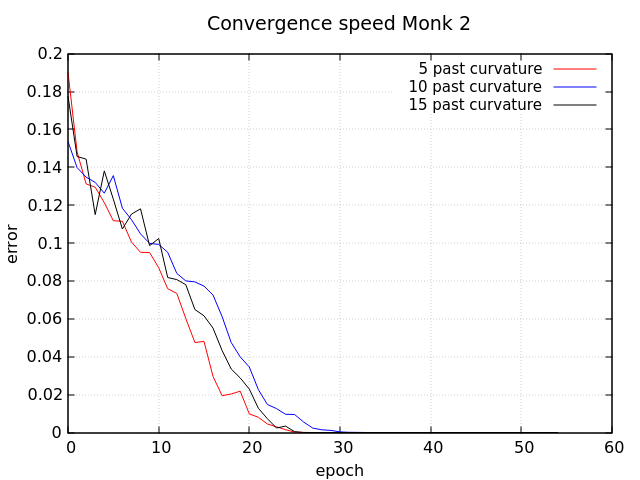 Convergence speed Monk 2
0.2
0.18
0.16
0.14
0.12
0.1
0.08
0.06
0.04
0.02
0
error
5 past curvature
10 past curvature
15 past curvature
0 10 20 30 40 50 60
epoch